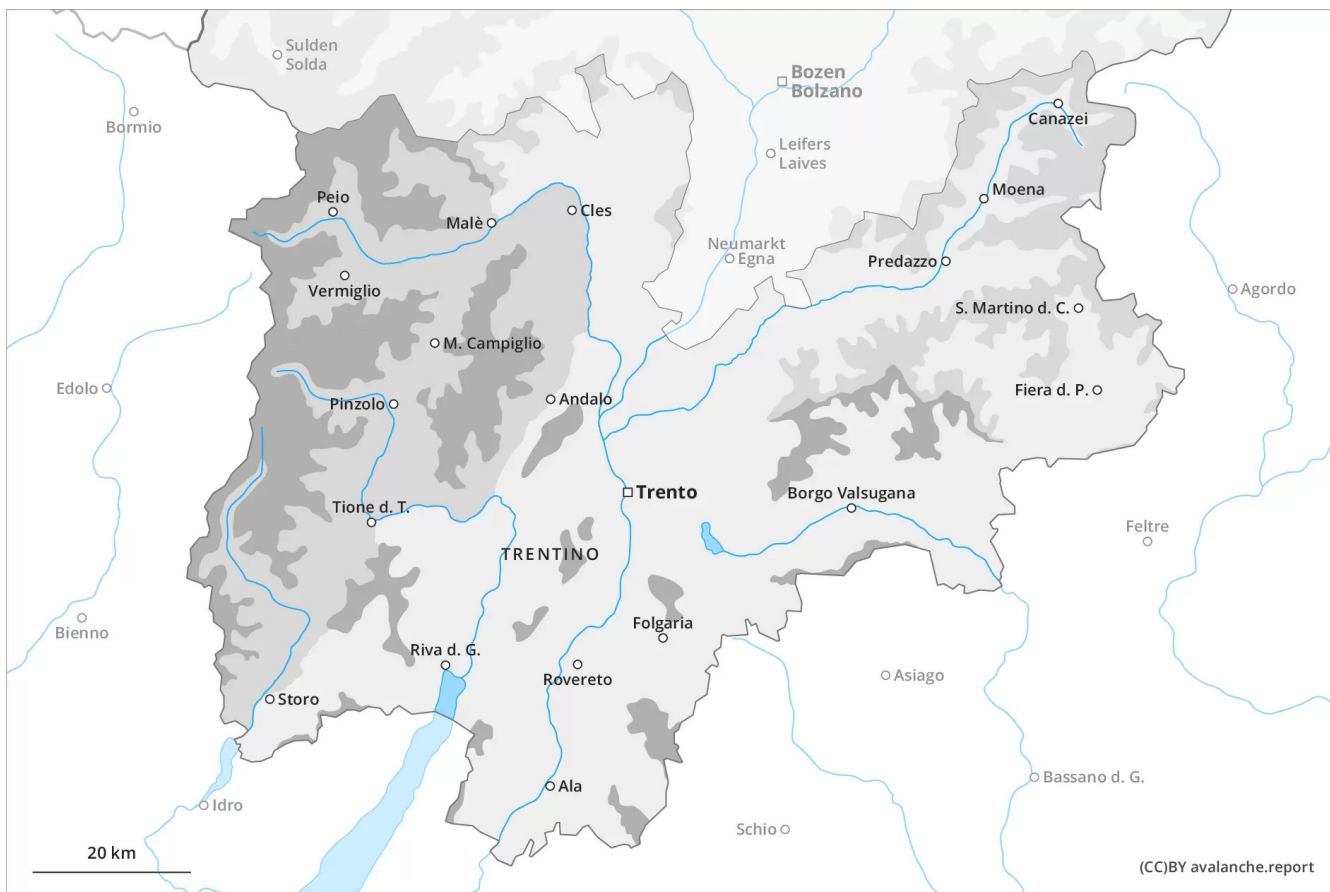 Sulden
Solda
Bozen
Bolzano
Bormio
Canazei
Leifers
Laives
Peio
Moena
Malè
Cles
Neumarkt
Egna
Predazzo
Vermiglio
Agordo
S. Martino d. C.
M. Campiglio
Edolo
Fiera d. P.
Pinzolo
Andalo
Trento
Borgo Valsugana
Tione d. T.
Feltre
TRENTINO
Bienno
Folgaria
Riva d. G.
Rovereto
Asiago
Storo
Bassano d. G.
Ala
Idro
Schio
20 km
(CC)BY avalanche.report